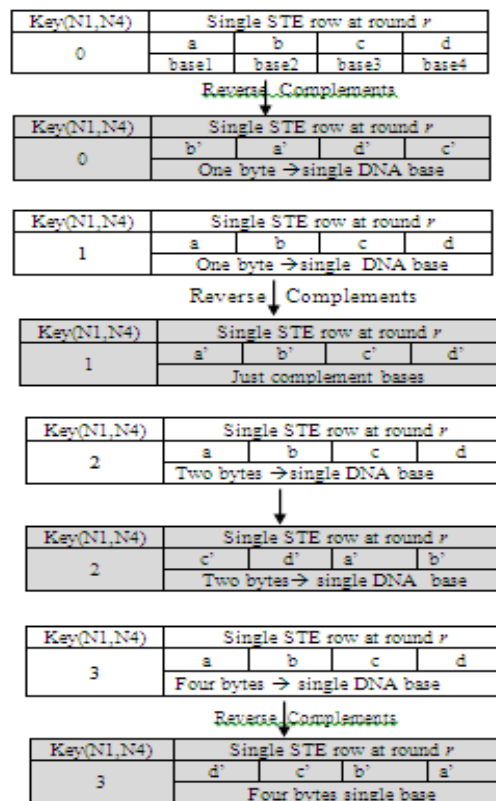 Key(N1,N4) Single STE row at round r
0 a b c d
base1 base2 base3 base4
Reverse Complements
Key(N1,N4) Single STE row at round r
0 b’ a’ d’ c’
One byte →single DNA base
Key(N1,N4) Single STE row at round r
1 a b c d
One byte →single DNA base
Reverse Complements
Key(N1,N4) Single STE row at round r
1 a’ b’ c’ d’
Just complement bases
Key(N1,N4) Single STE row at round r
2 a b c d
Two bytes →single DNA base
Key(N1,N4) Single STE row at round r
2 c’ d’ a’ b’
Two bytes→ single DNA base
Key(N1,N4) Single STE row at round r
3 a b c d
Four bytes → single DNA base
Reverse Complements
Key(N1,N4) Single STE row at round r
3 d’ c’ b’ a’
Four bytes single base